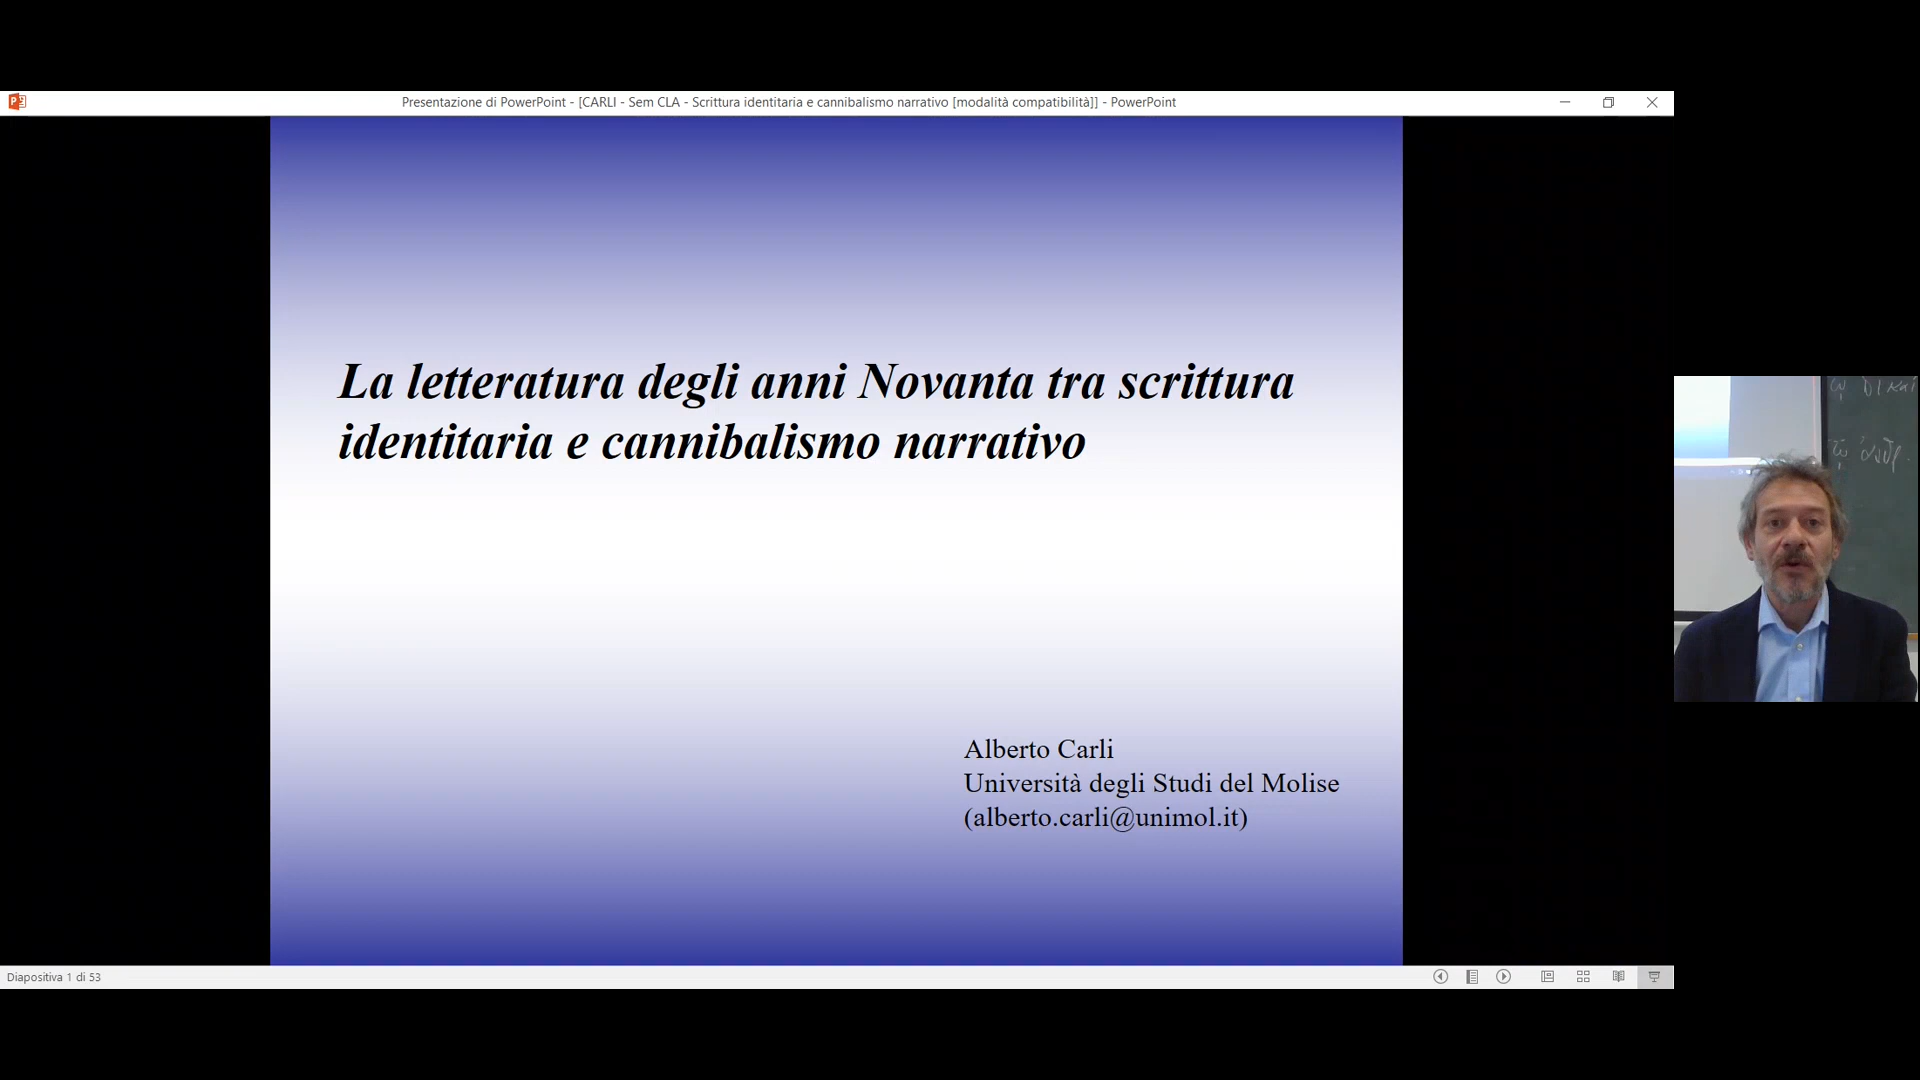 Presentazione di PowerPoint - [CARLI - Sem CLA - Scrittura identitaria e cannibalismo narrativo [modalità compatibilità]] - PowerPoint
La letteratura degli anni Novanta tra scrittura
identitaria e cannibalismo narrativo
Alberto Carli
Università degli Studi del Molise
(alberto.carli@unimol.it)
Diapositiva 1 di 53